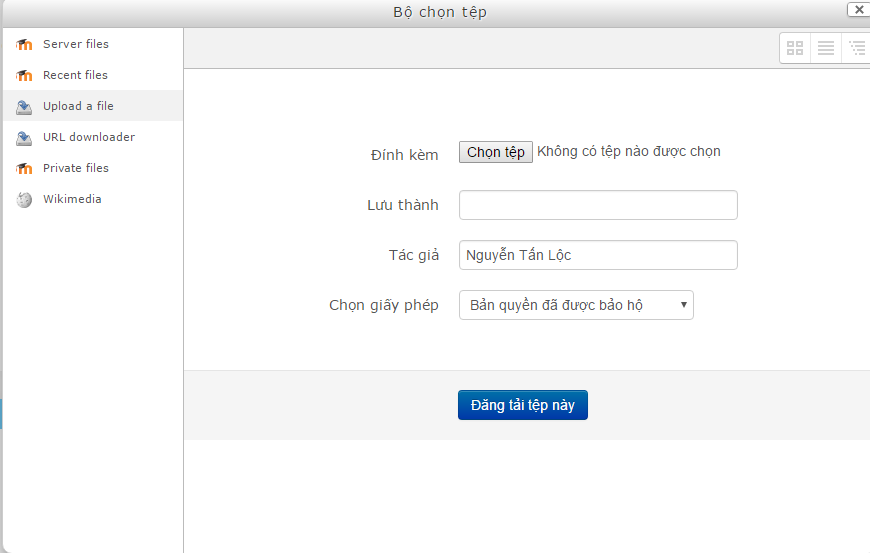 Bộ chọn tệp
Server files
Recent files
Upload a file
URL downloader
Private files
Wikimedia
Đính kèm Chọn tệp Không có tệp nào được chọn
Lưu thành
Tác giả Nguyễn Tấn Lộc
Chọn giấy phép Bản quyền đã được bảo hộ
Đăng tải tệp này